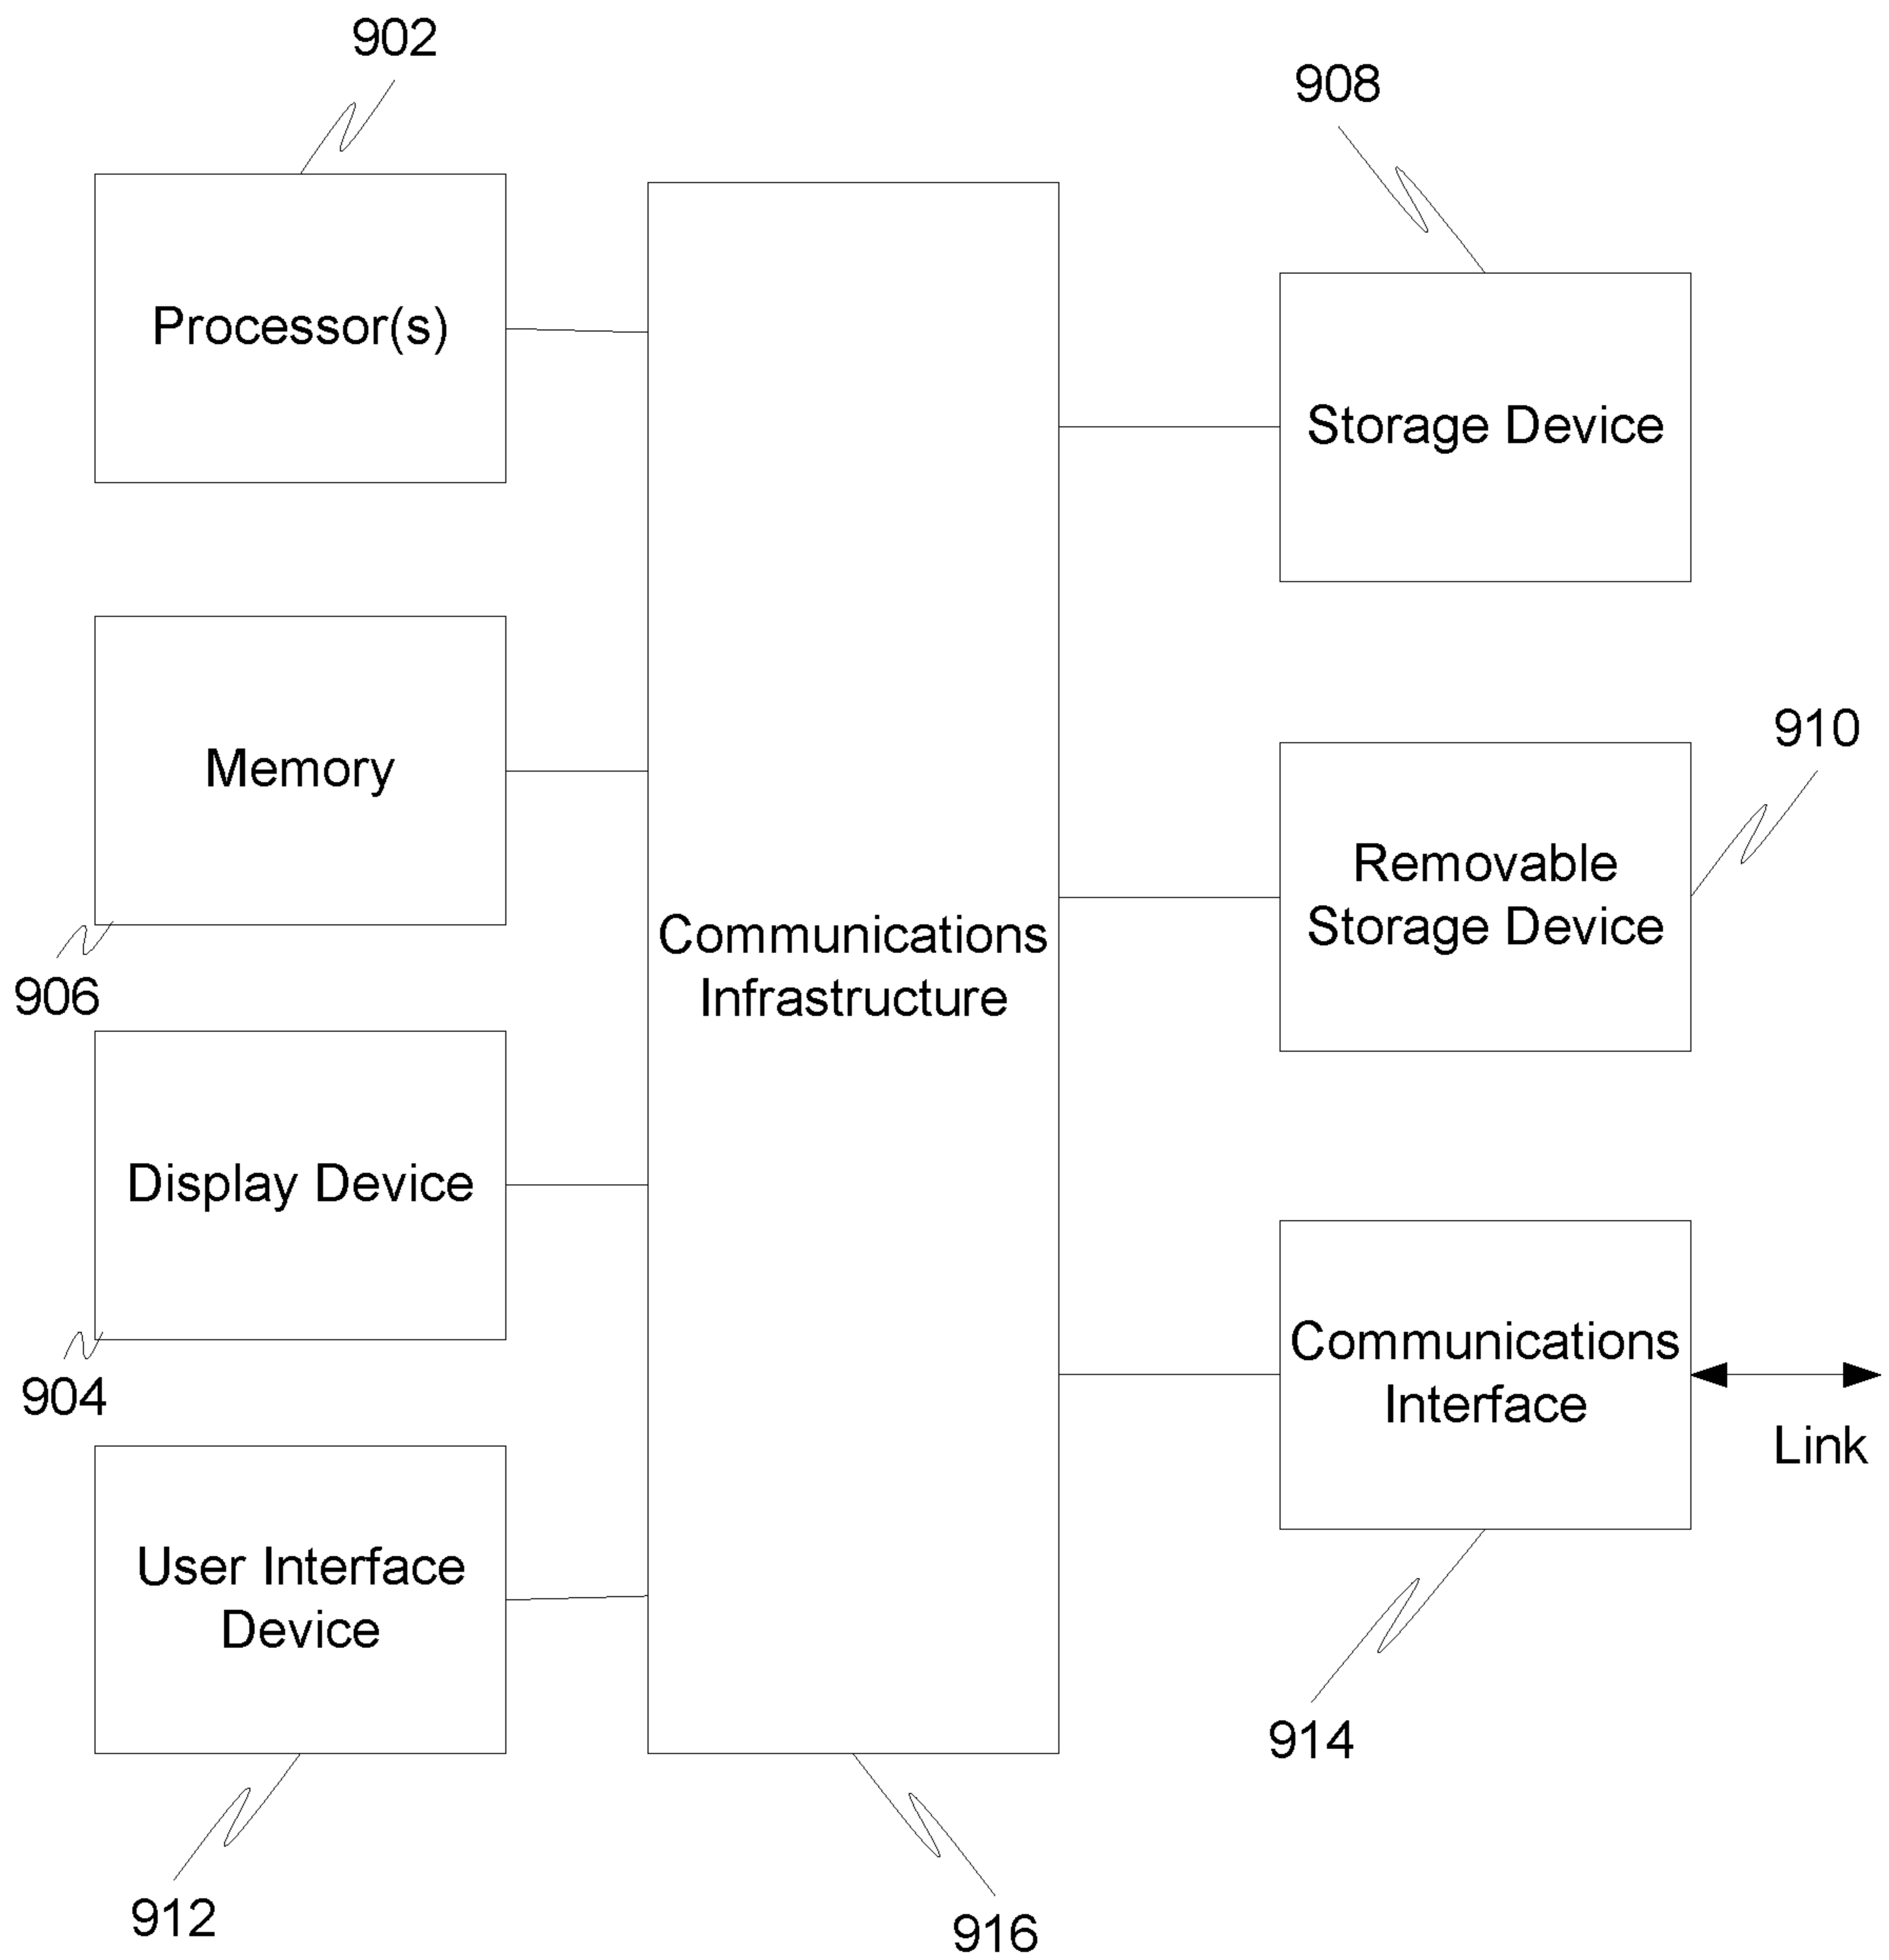 902
908
Processor(s)
Storage Device
Memory
910
Removable
Storage Device
Communications
Infrastructure
906
Display Device
Communications
Interface
904
Link
User Interface
Device
914
912
916